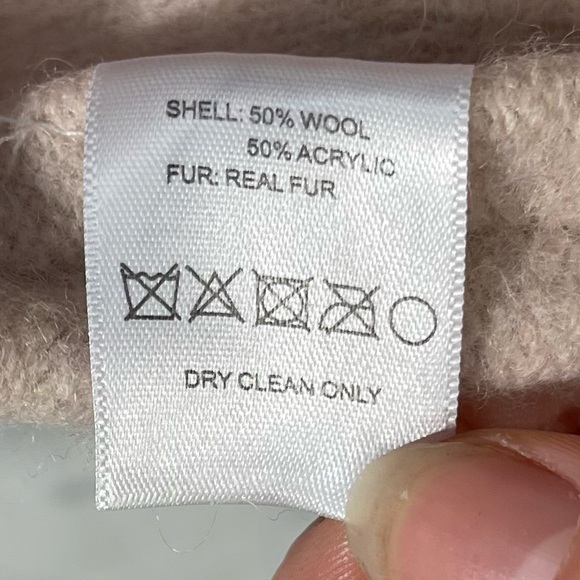 SHELL: 50% WOOL
50% ACRYLIC
FUR: REAL FUR
DRY CLEAN ONLY